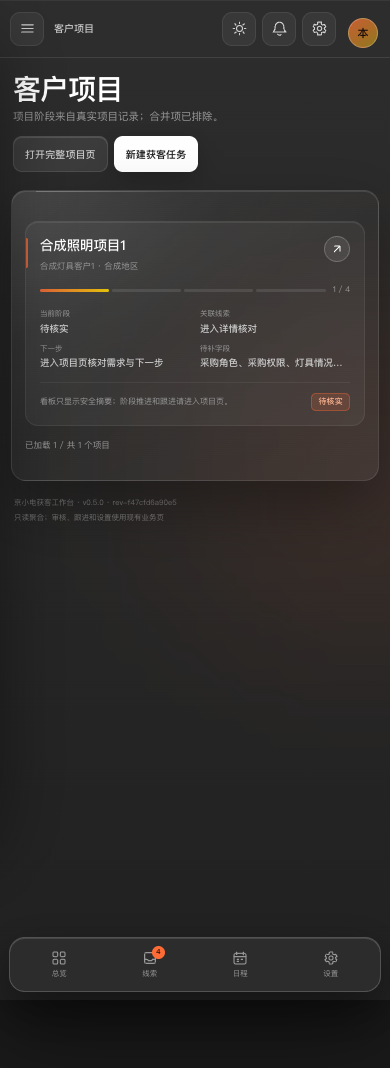 客户项目
本
客户项目
项目阶段来自真实项目记录；合并项已排除。
打开完整项目页
新建获客任务
合成照明项目1
合成灯具客户1 · 合成地区
1 / 4
当前阶段
关联线索
待核实
进入详情核对
下一步
待补字段
进入项目页核对需求与下一步
采购角色、采购权限、灯具情况...
看板只显示安全摘要；阶段推进和跟进请进入项目页。
待核实
已加载 1 / 共 1 个项目
京小电获客工作台 · v0.5.0 · rev-f47cfd6a90e5
只读聚合；审核、跟进和设置使用现有业务页
4
总览
线索
日程
设置